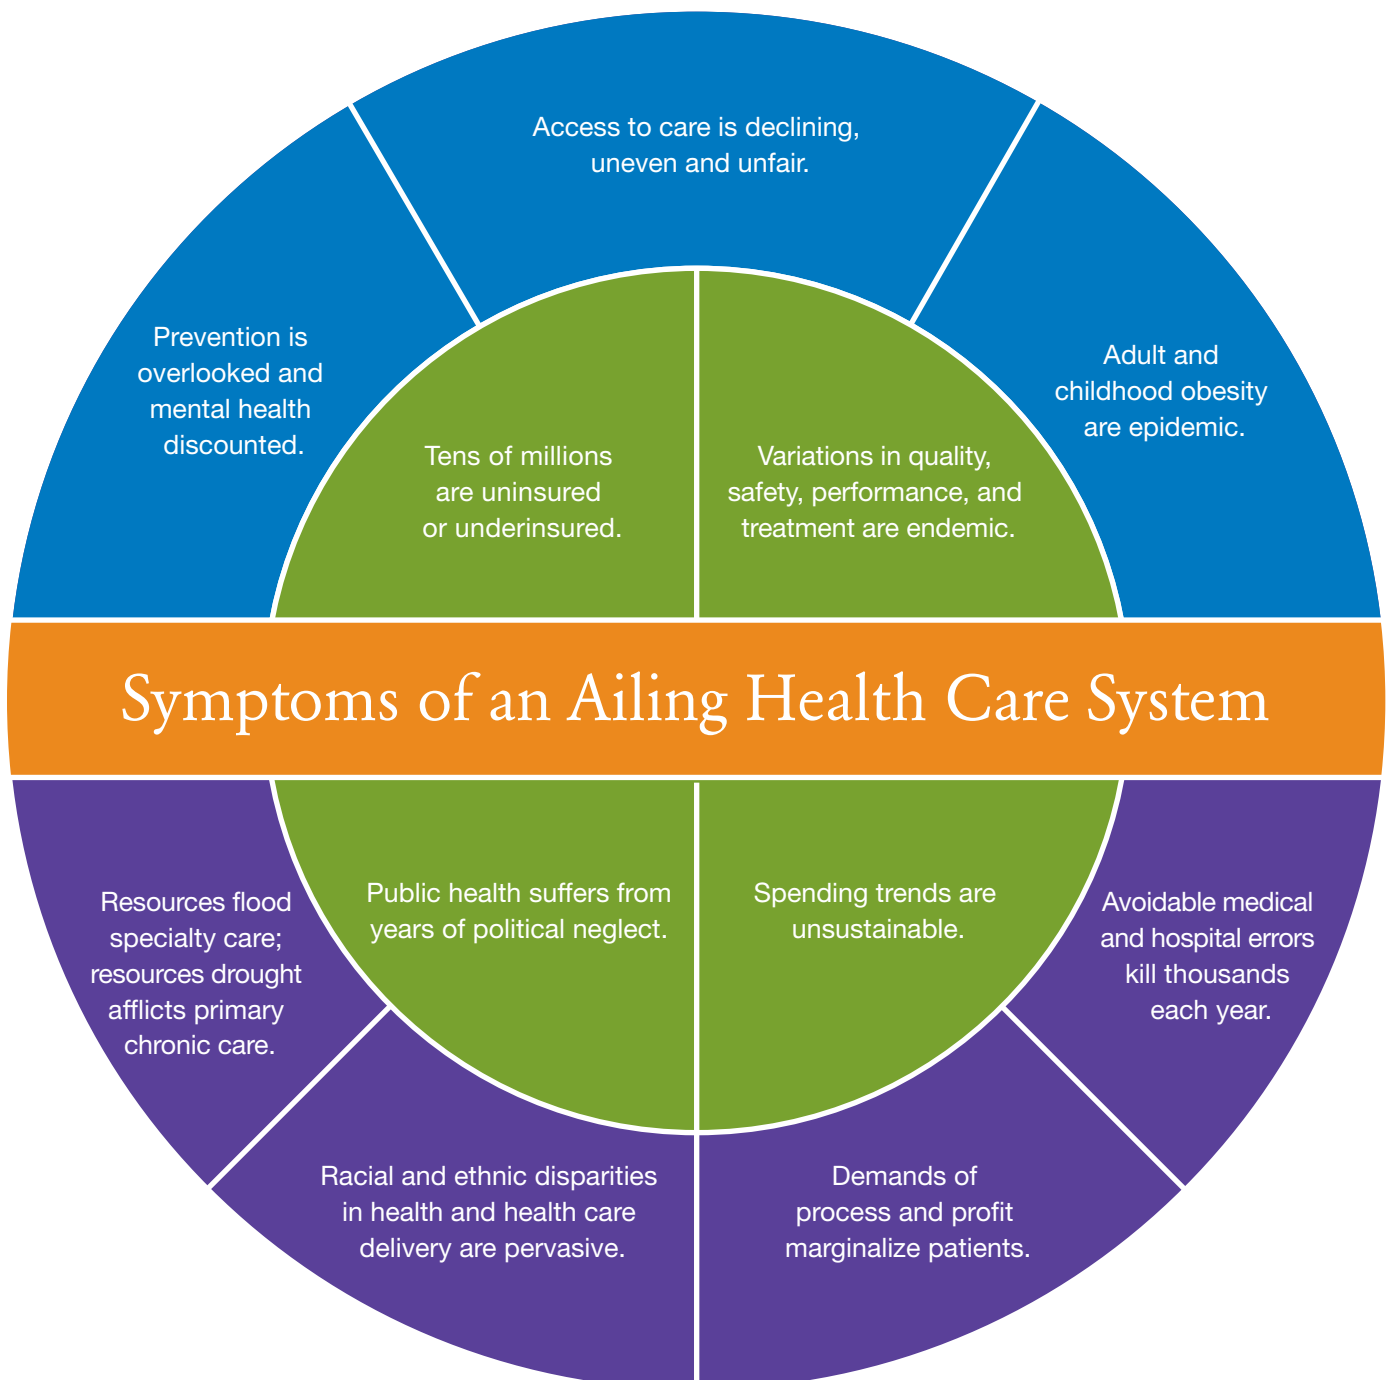 Access to care is declining,
uneven and unfair.
Prevention is
overlooked and
mental health
discounted.
Adult and
childhood obesity
are epidemic.
Tens of millions
are uninsured
or underinsured.
Variations in quality,
safety, performance, and
treatment are endemic.
Symptoms of an Ailing Health Care System
Public health suffers from
years of political neglect.
Spending trends are
unsustainable.
Resources flood
specialty care;
resources drought
afflicts primary
chronic care.
Avoidable medical
and hospital errors
kill thousands
each year.
Racial and ethnic disparities
in health and health care
delivery are pervasive.
Demands of
process and profit
marginalize patients.